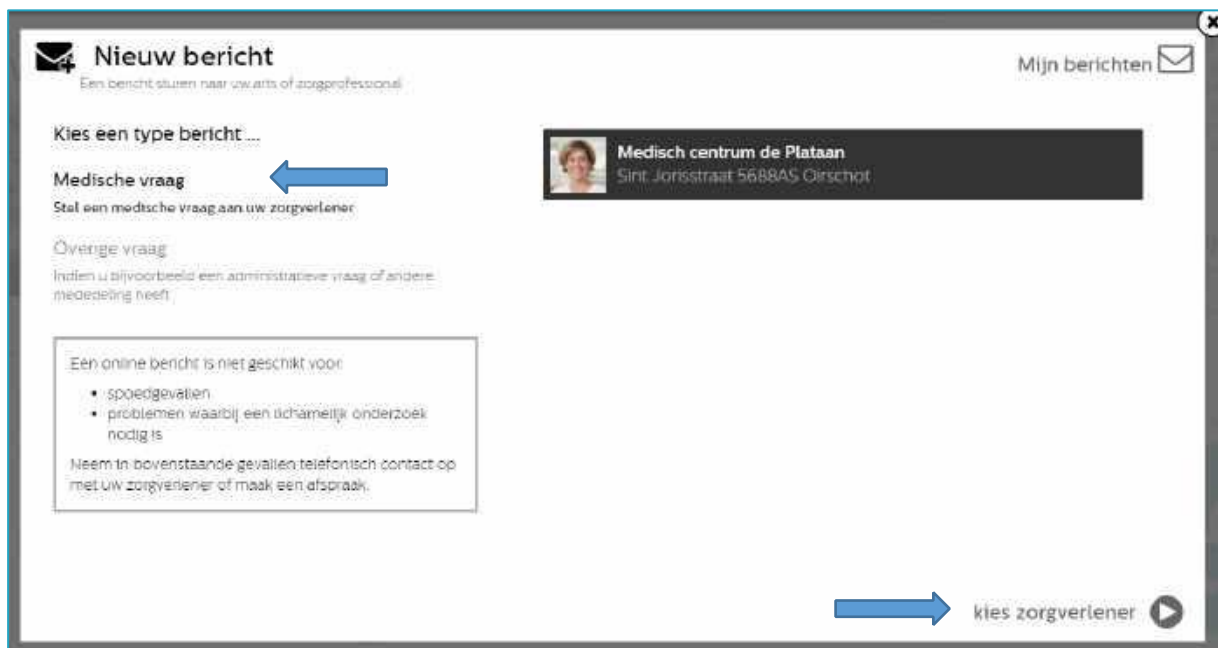 Nieuw bericht
Een bericht sturen naar uw arts of zorgprofessional
Mijn berichten
Kies een type bericht ...
Medische vraag
Stel een medische vraag aan uw zorgverlener
Overige vraag
Indien u bijvoorbeeld een administratieve vraag of andere
mededeling heeft
Een online bericht is niet geschikt voor:
• spoedgevallen
• problemen waarbij een lichamelijk onderzoek
nodig is
Neem in bovenstaande gevallen telefonisch contact op
met uw zorgverlener of maak een afspraak.
Medisch centrum de Plataan
Sint Jorisstraat 5688AS Oirschot
kies zorgverlener